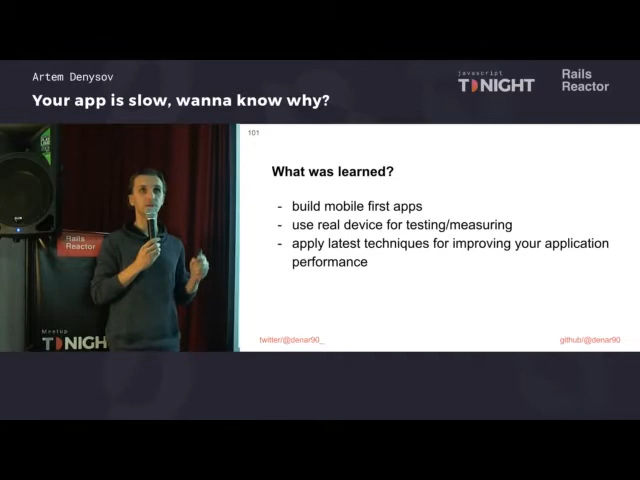 Artem Denysov
Your app is slow, wanna know why?
javascript
TONIGHT
Rails
Reactor
101
What was learned?
- build mobile first apps
- use real device for testing/measuring
- apply latest techniques for improving your application
performance
twitter/@denar90_
github/@denar90
Rails
Reactor
Meetup
TONIGH